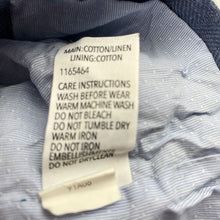 MAIN:COTTON/LINEN
LINING:COTTON
1165464
CARE INSTRUCTIONS
WASH BEFORE WEAR
WARM MACHINE WASH
DO NOT BLEACH
DO NOT TUMBLE DRY
WARM IRON
DO NOT IRON
EMBELLISHMENT
DO NOT DRYCLEAN